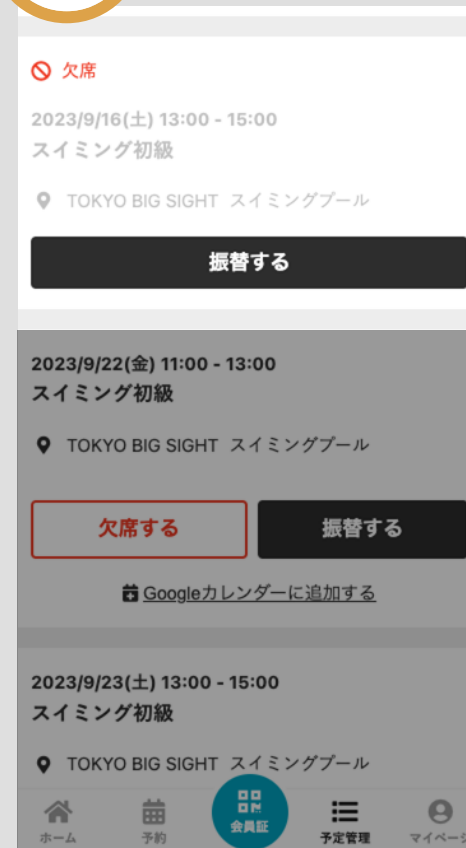 欠席
2023/9/16(土) 13:00 - 15:00
スイミング初級
TOKYO BIG SIGHT スイミングプール
振替する
2023/9/22(金) 11:00 - 13:00
スイミング初級
TOKYO BIG SIGHT スイミングプール
欠席する 振替する
Googleカレンダーに追加する
2023/9/23(土) 13:00 - 15:00
スイミング初級
TOKYO BIG SIGHT スイミングプール
ホーム 予約 会員証 予定管理 マイページ